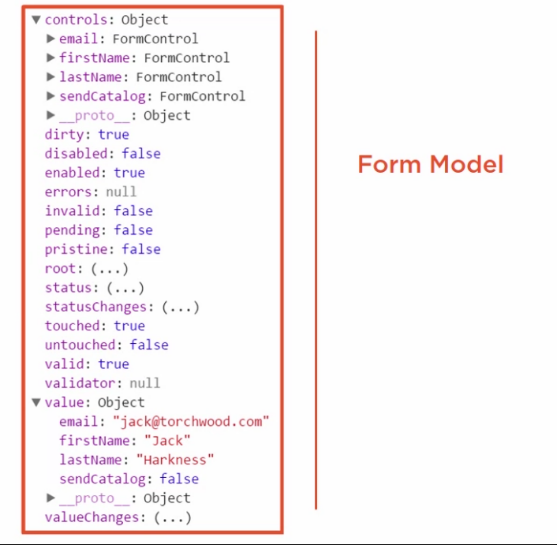 ▼ controls: Object
▶ email: FormControl
▶ firstName: FormControl
▶ lastName: FormControl
▶ sendCatalog: FormControl
▶ __proto__: Object
dirty: true
disabled: false
enabled: true
errors: null
invalid: false
pending: false
pristine: false
root: (...)
status: (...)
statusChanges: (...)
touched: true
untouched: false
valid: true
validator: null
▼ value: Object
email: "jack@torchwood.com"
firstName: "Jack"
lastName: "Harkness"
sendCatalog: false
▶ __proto__: Object
valueChanges: (...)
Form Model